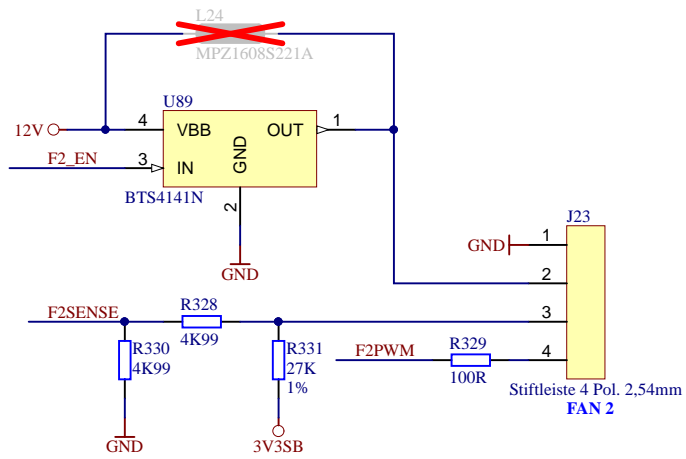 L24
MPZ1608S221A
U89
12V
4
VBB
OUT
1
F2_EN
3
IN
GND
BTS4141N
2
GND
J23
GND
1
2
F2SENSE
R328
4K99
3
R330
4K99
R331
27K
1%
F2PWM
R329
100R
4
Stiftleiste 4 Pol. 2,54mm
FAN 2
GND
3V3SB